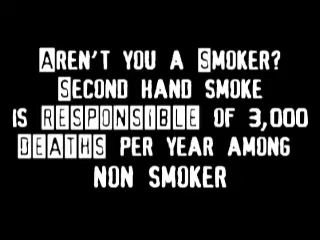 Aren't you a Smoker?
Second hand smoke
is responsible of 3,000
deaths per year among
non smoker